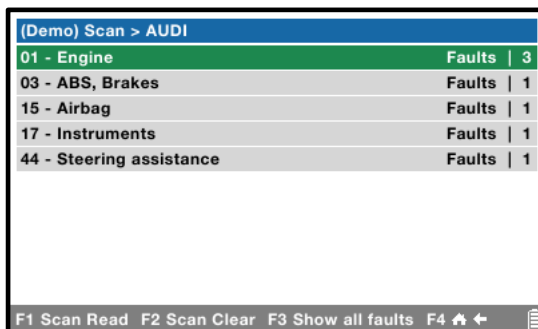 (Demo) Scan > AUDI
01 - Engine Faults | 3
03 - ABS, Brakes Faults | 1
15 - Airbag Faults | 1
17 - Instruments Faults | 1
44 - Steering assistance Faults | 1
F1 Scan Read F2 Scan Clear F3 Show all faults F4